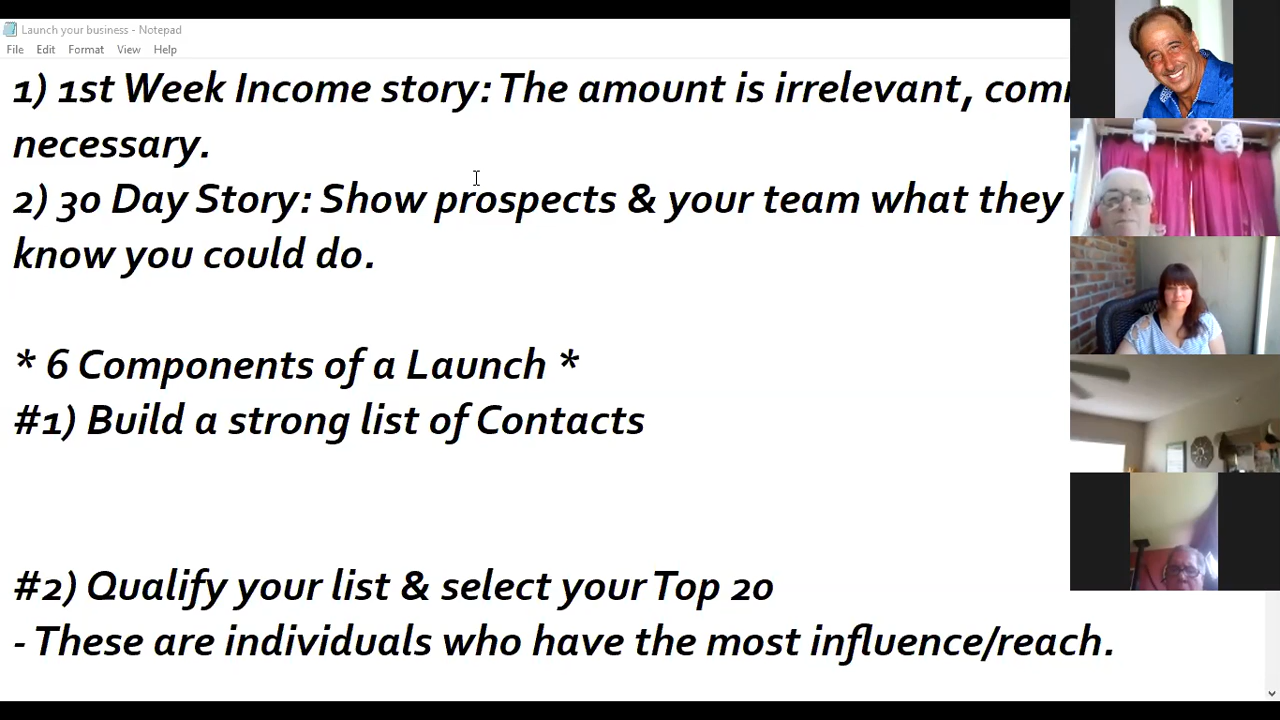 Launch your business - Notepad
File Edit Format View Help
1) 1st Week Income story: The amount is irrelevant,
necessary.
2) 30 Day Story: Show prospects & your team what they
know you could do.
* 6 Components of a Launch *
#1) Build a strong list of Contacts
#2) Qualify your list & select your Top 20
- These are individuals who have the most influence/reach.